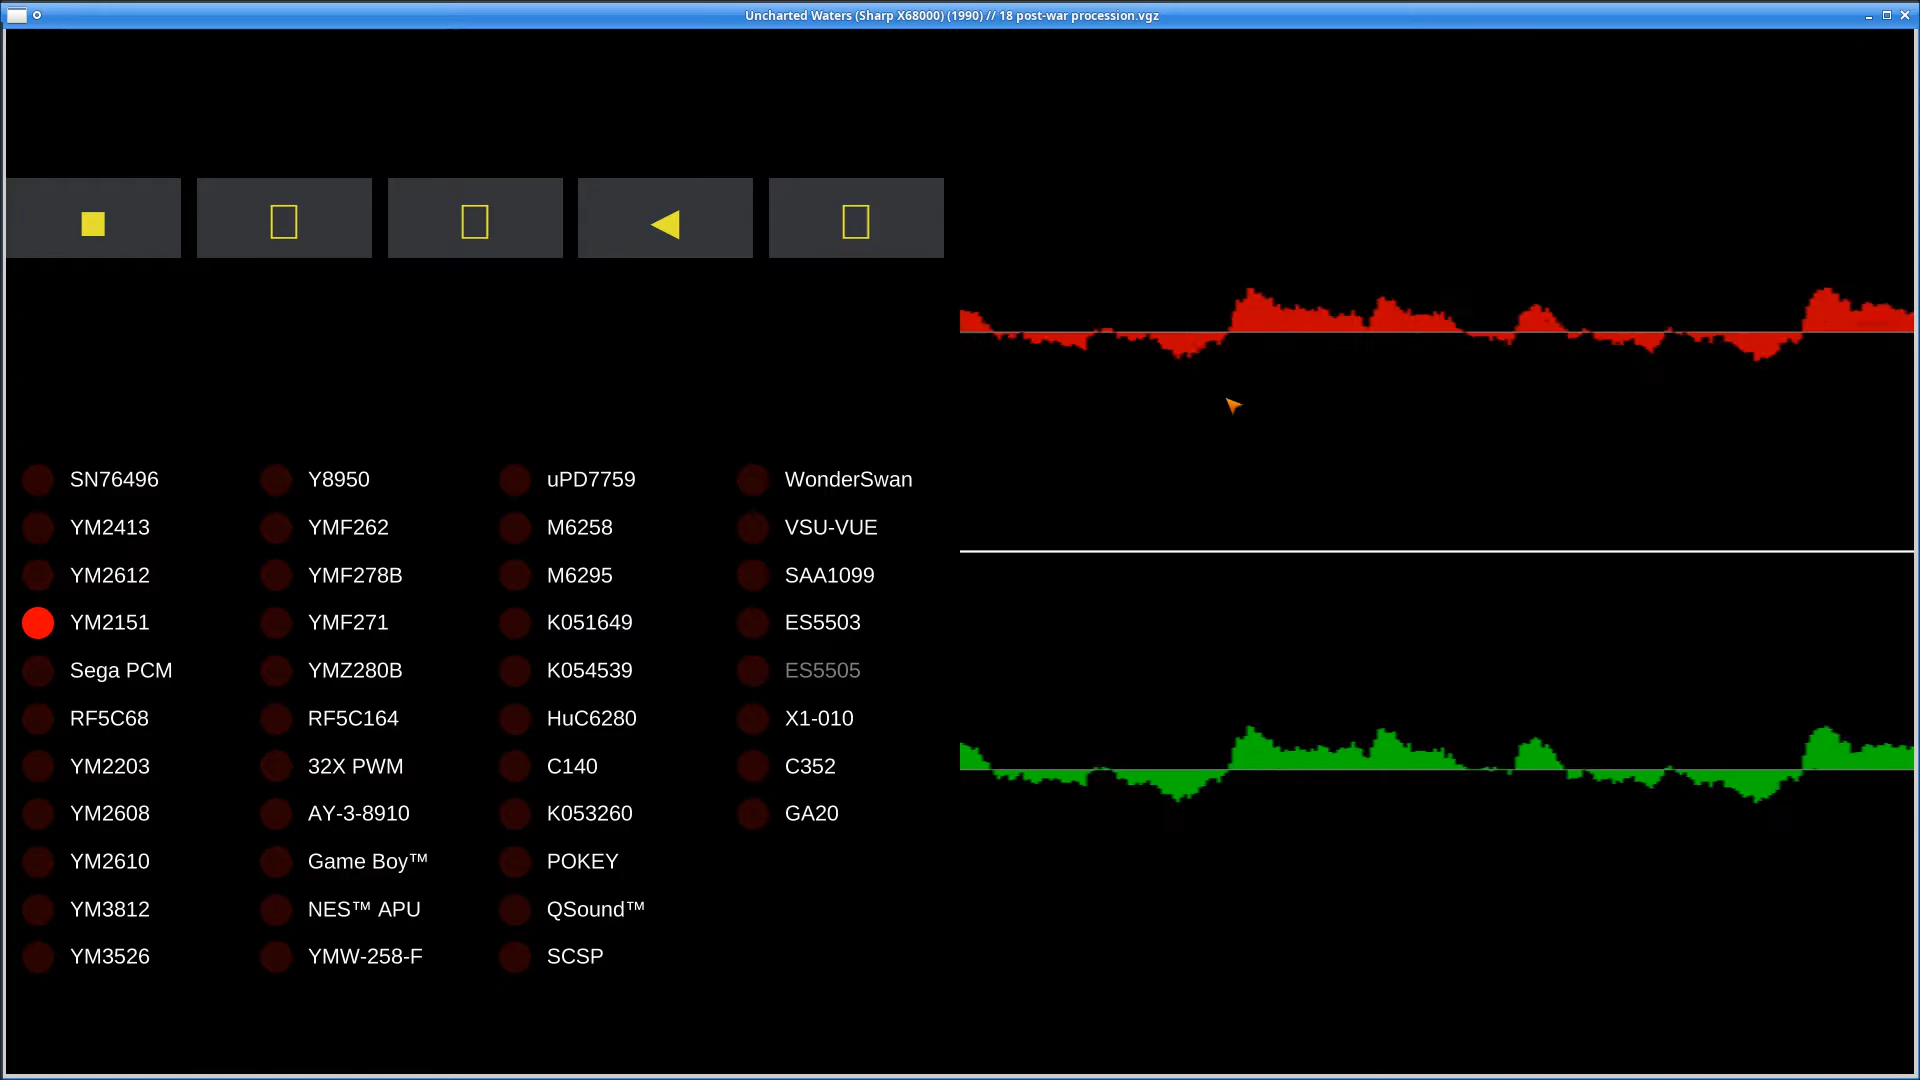 Uncharted Waters (Sharp X68000) (1990) // 18 post-war procession.vgz
SN76496
YM2413
YM2612
YM2151
Sega PCM
RF5C68
YM2203
YM2608
YM2610
YM3812
YM3526
Y8950
YMF262
YMF278B
YMF271
YMZ280B
RF5C164
32X PWM
AY-3-8910
Game Boy™
NES™ APU
YMW-258-F
uPD7759
M6258
M6295
K051649
K054539
HuC6280
C140
K053260
POKEY
QSound™
SCSP
WonderSwan
VSU-VUE
SAA1099
ES5503
ES5505
X1-010
C352
GA20